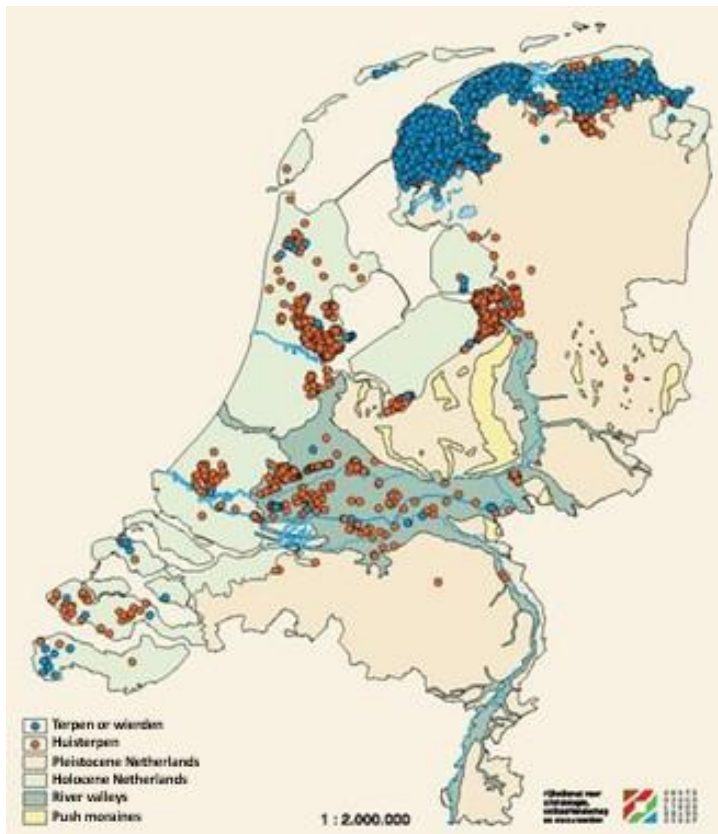 Terpen or wierden
Huisterpen
Pleistocene Netherlands
Holocene Netherlands
River valleys
Push moraines
1 : 2.000.000